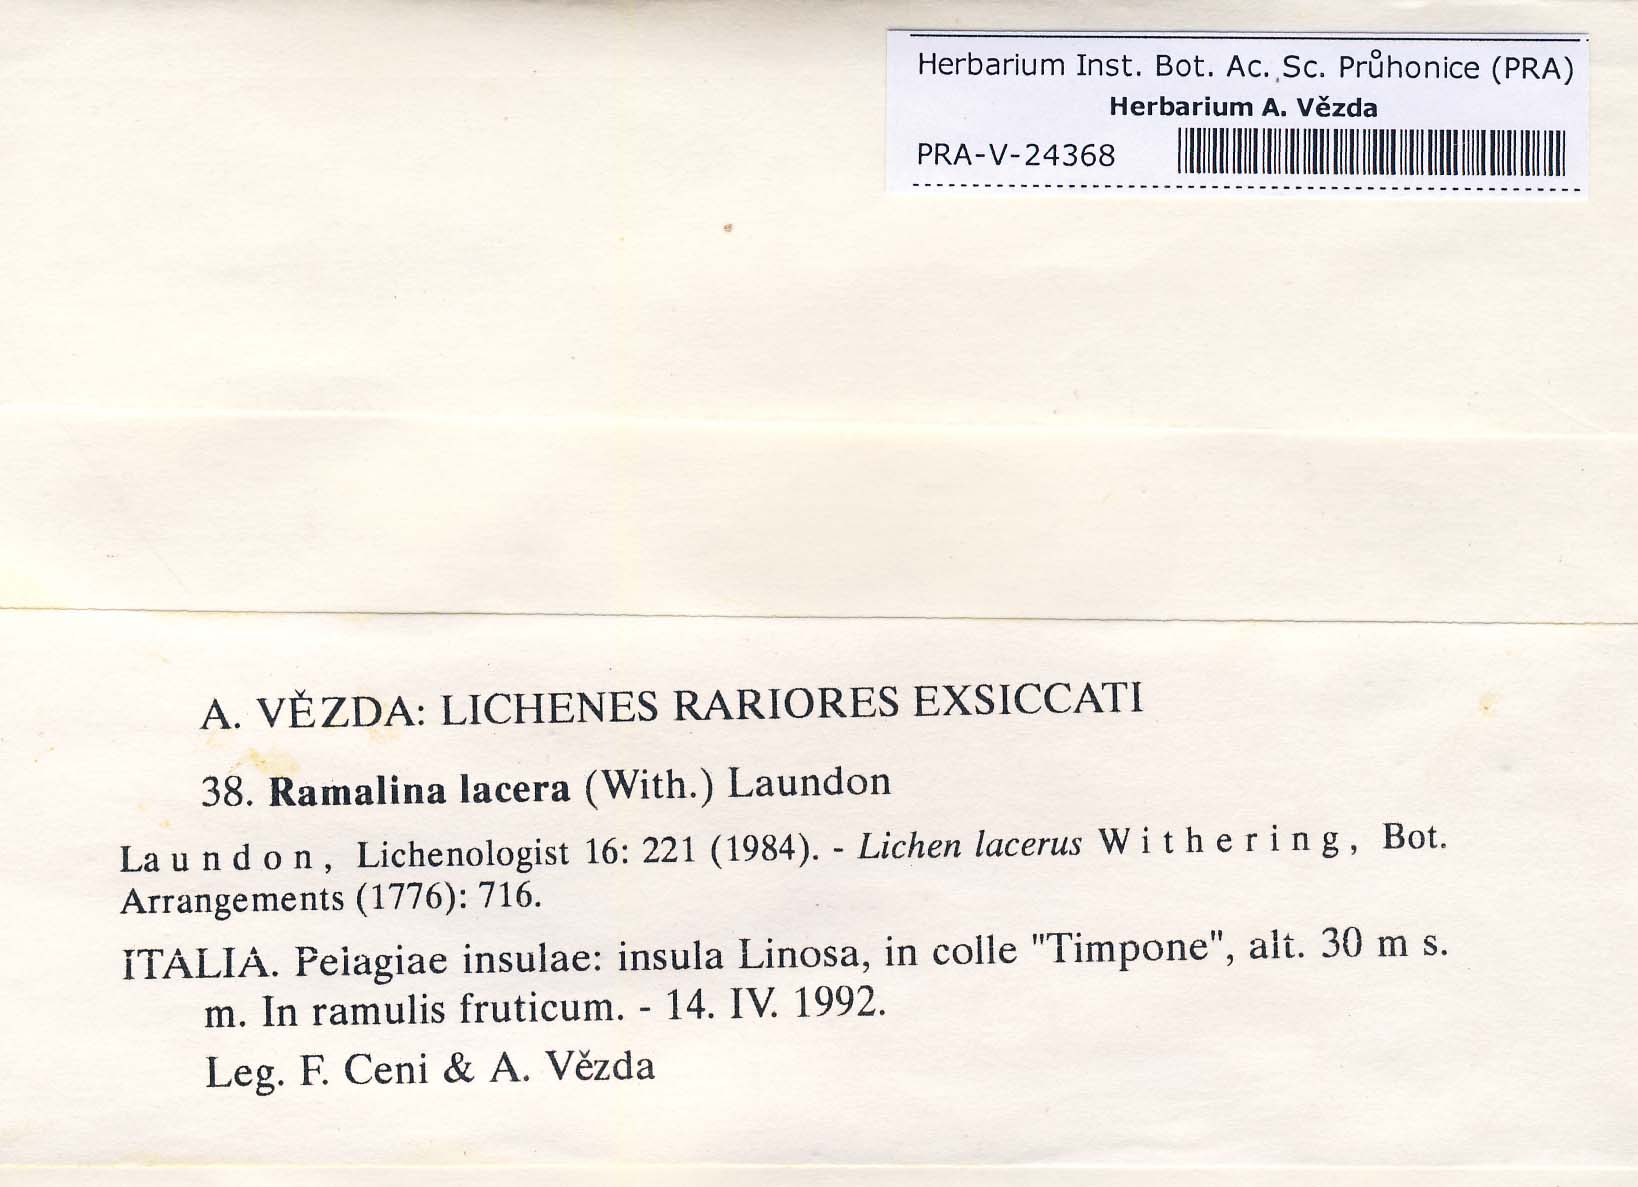 Herbarium Inst. Bot. Ac. Sc. Průhonice (PRA)
Herbarium A. Vězda
PRA-V-24368
A. VĚZDA: LICHENES RARIORES EXSICCATI
38. Ramalina lacera (With.) Laundon
Laundon, Lichenologist 16: 221 (1984). - Lichen lacerus Withering, Bot.
Arrangements (1776): 716.
ITALIA. Pelagiae insulae: insula Linosa, in colle "Timpone", alt. 30 m s.
m. In ramulis fruticum. - 14. IV. 1992.
Leg. F. Ceni & A. Vězda